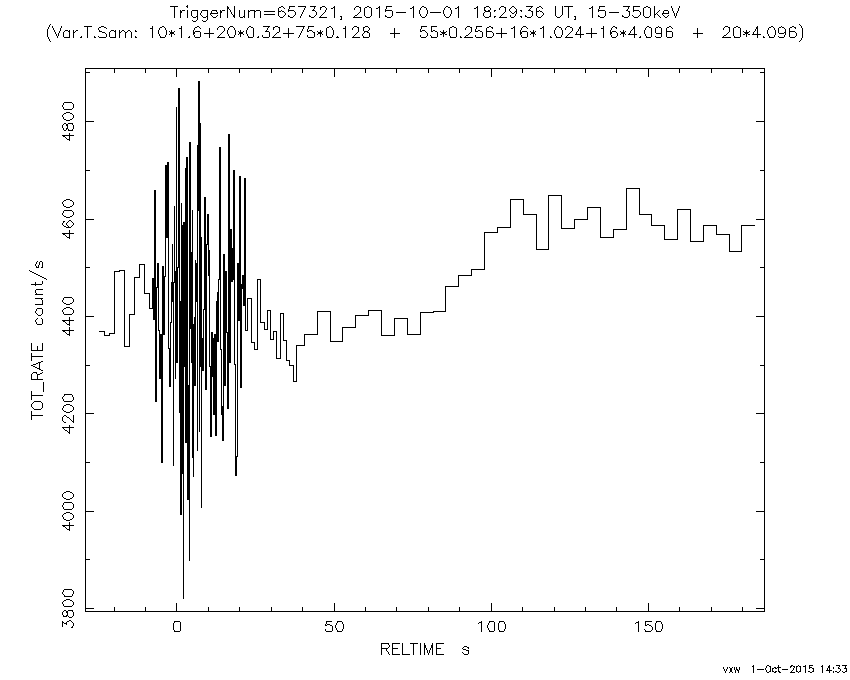 TriggerNum=657321, 2015-10-01 18:29:36 UT, 15-350keV
(Var.T.Sam: 10*1.6+20*0.32+75*0.128 + 55*0.256+16*1.024+16*4.096 + 20*4.096)
TOT_RATE count/s
4800
4600
4400
4200
4000
3800
0 50 100 150
RELTIME s
vxw 1-Oct-2015 14:33